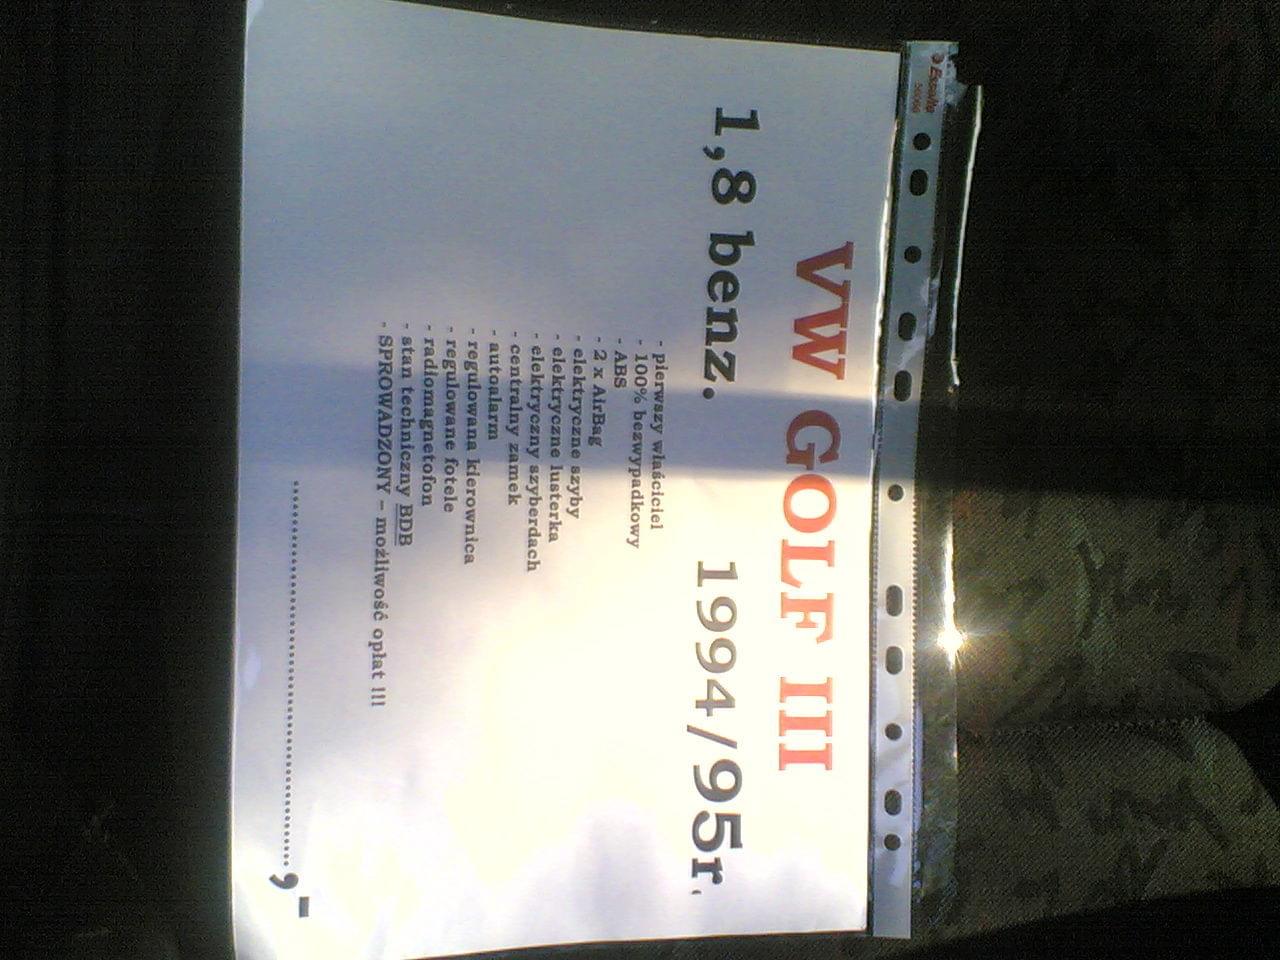 Esselte
VW GOLF III
1,8 benz. 1994/95r.
- pierwszy właściciel
- 100% bezwypadkowy
- ABS
- 2 x AirBag
- elektryczne szyby
- elektryczne lusterka
- elektryczny szyberdach
- centralny zamek
- autoalarm
- regulowana kierownica
- regulowane fotele
- radiomagnetofon
- stan techniczny BDB
- SPROWADZONY – możliwość opłat !!!
..........................................................,-